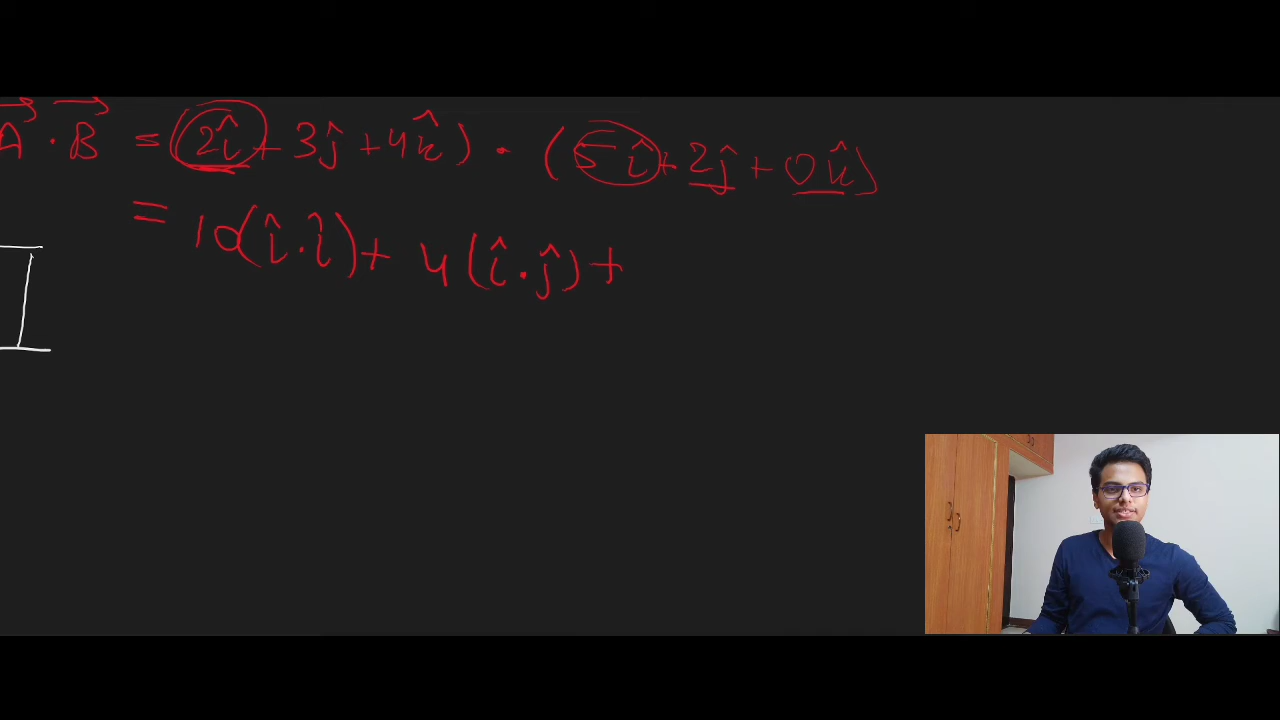 A⃗ · B⃗ = (2î + 3ĵ + 4k̂) · (5î + 2ĵ + 0k̂)
= 10(î · î) + 4(î · ĵ) +